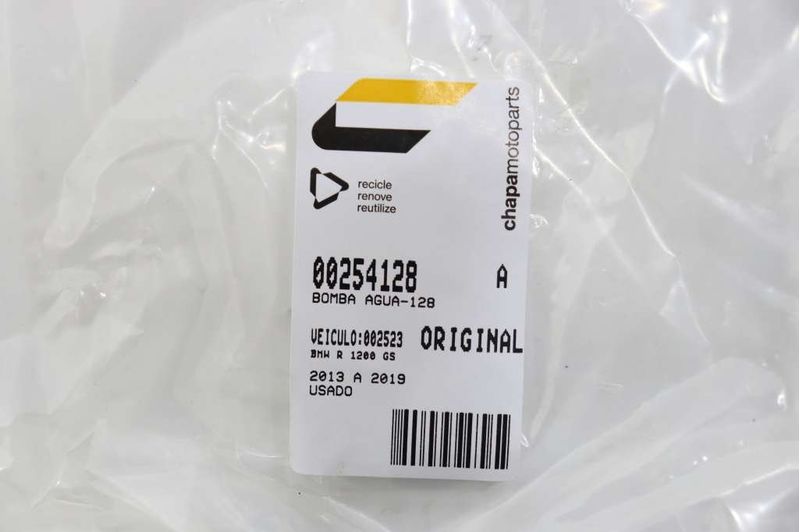 chapamotoparts
recicle
renove
reutilize
00254128 A
BOMBA AGUA-128
VEICULO:002523 ORIGINAL
BMW R 1200 GS
2013 A 2019
USADO